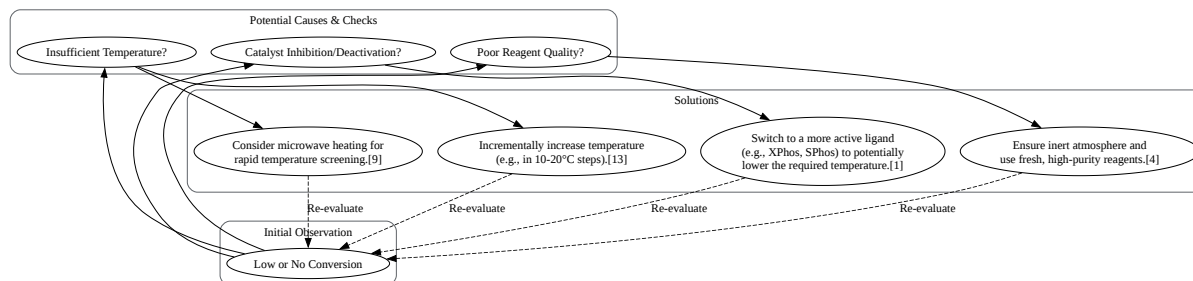 Potential Causes & Checks
Insufficient Temperature?
Catalyst Inhibition/Deactivation?
Poor Reagent Quality?
Solutions
Consider microwave heating for
rapid temperature screening.[9]
Incrementally increase temperature
(e.g., in 10-20°C steps).[13]
Switch to a more active ligand
(e.g., XPhos, SPhos) to potentially
lower the required temperature.[1]
Ensure inert atmosphere and
use fresh, high-purity reagents.[4]
Re-evaluate
Re-evaluate
Re-evaluate
Re-evaluate
Initial Observation
Low or No Conversion